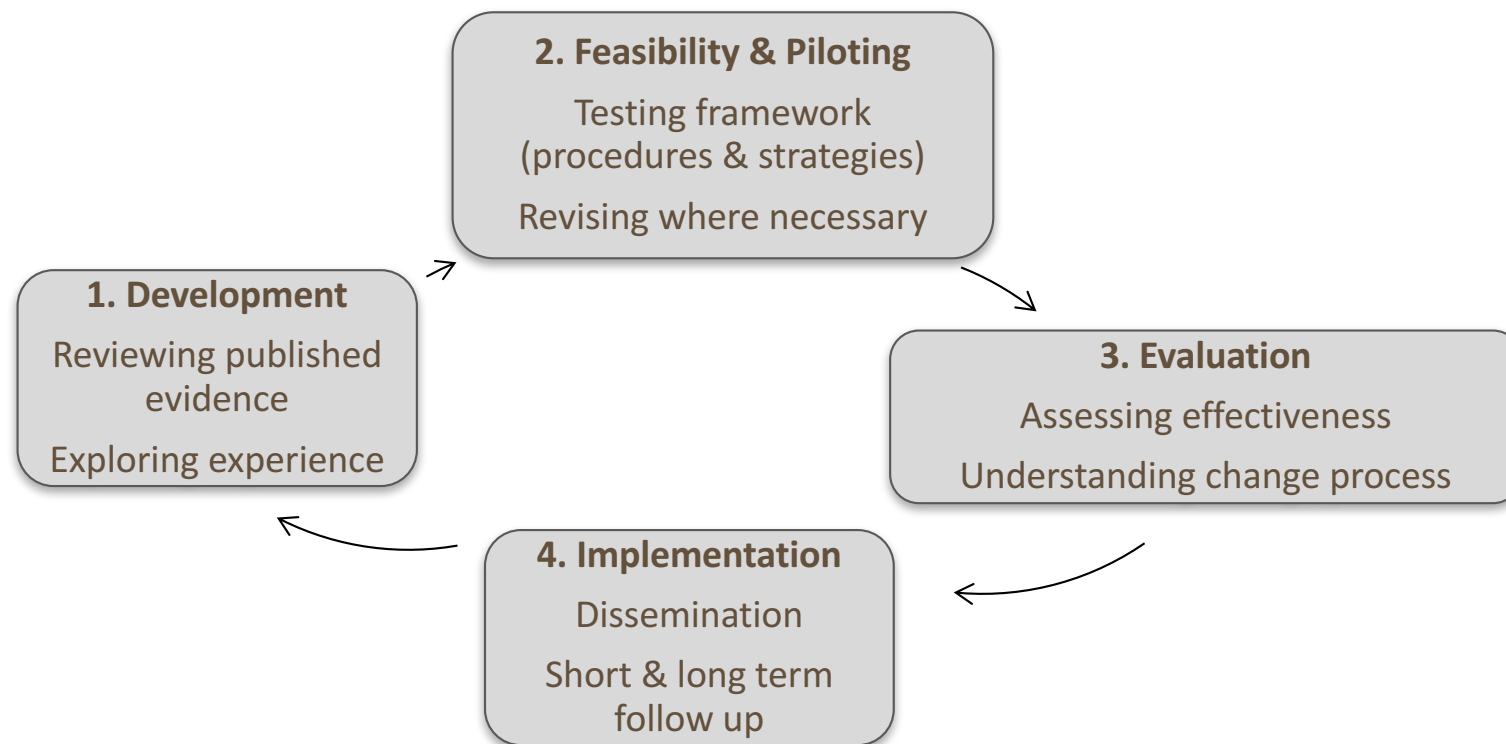 2. Feasibility & Piloting
Testing framework
(procedures & strategies)
Revising where necessary
1. Development
Reviewing published
evidence
Exploring experience
3. Evaluation
Assessing effectiveness
Understanding change process
4. Implementation
Dissemination
Short & long term
follow up